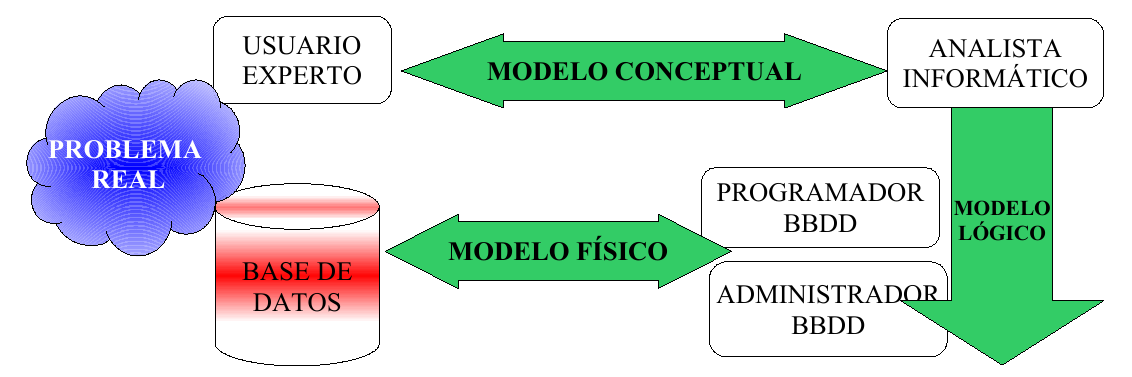 USUARIO
EXPERTO
MODELO CONCEPTUAL
ANALISTA
INFORMÁTICO
PROBLEMA
REAL
PROGRAMADOR
BBDD
MODELO
LÓGICO
MODELO FÍSICO
BASE DE
DATOS
ADMINISTRADOR
BBDD